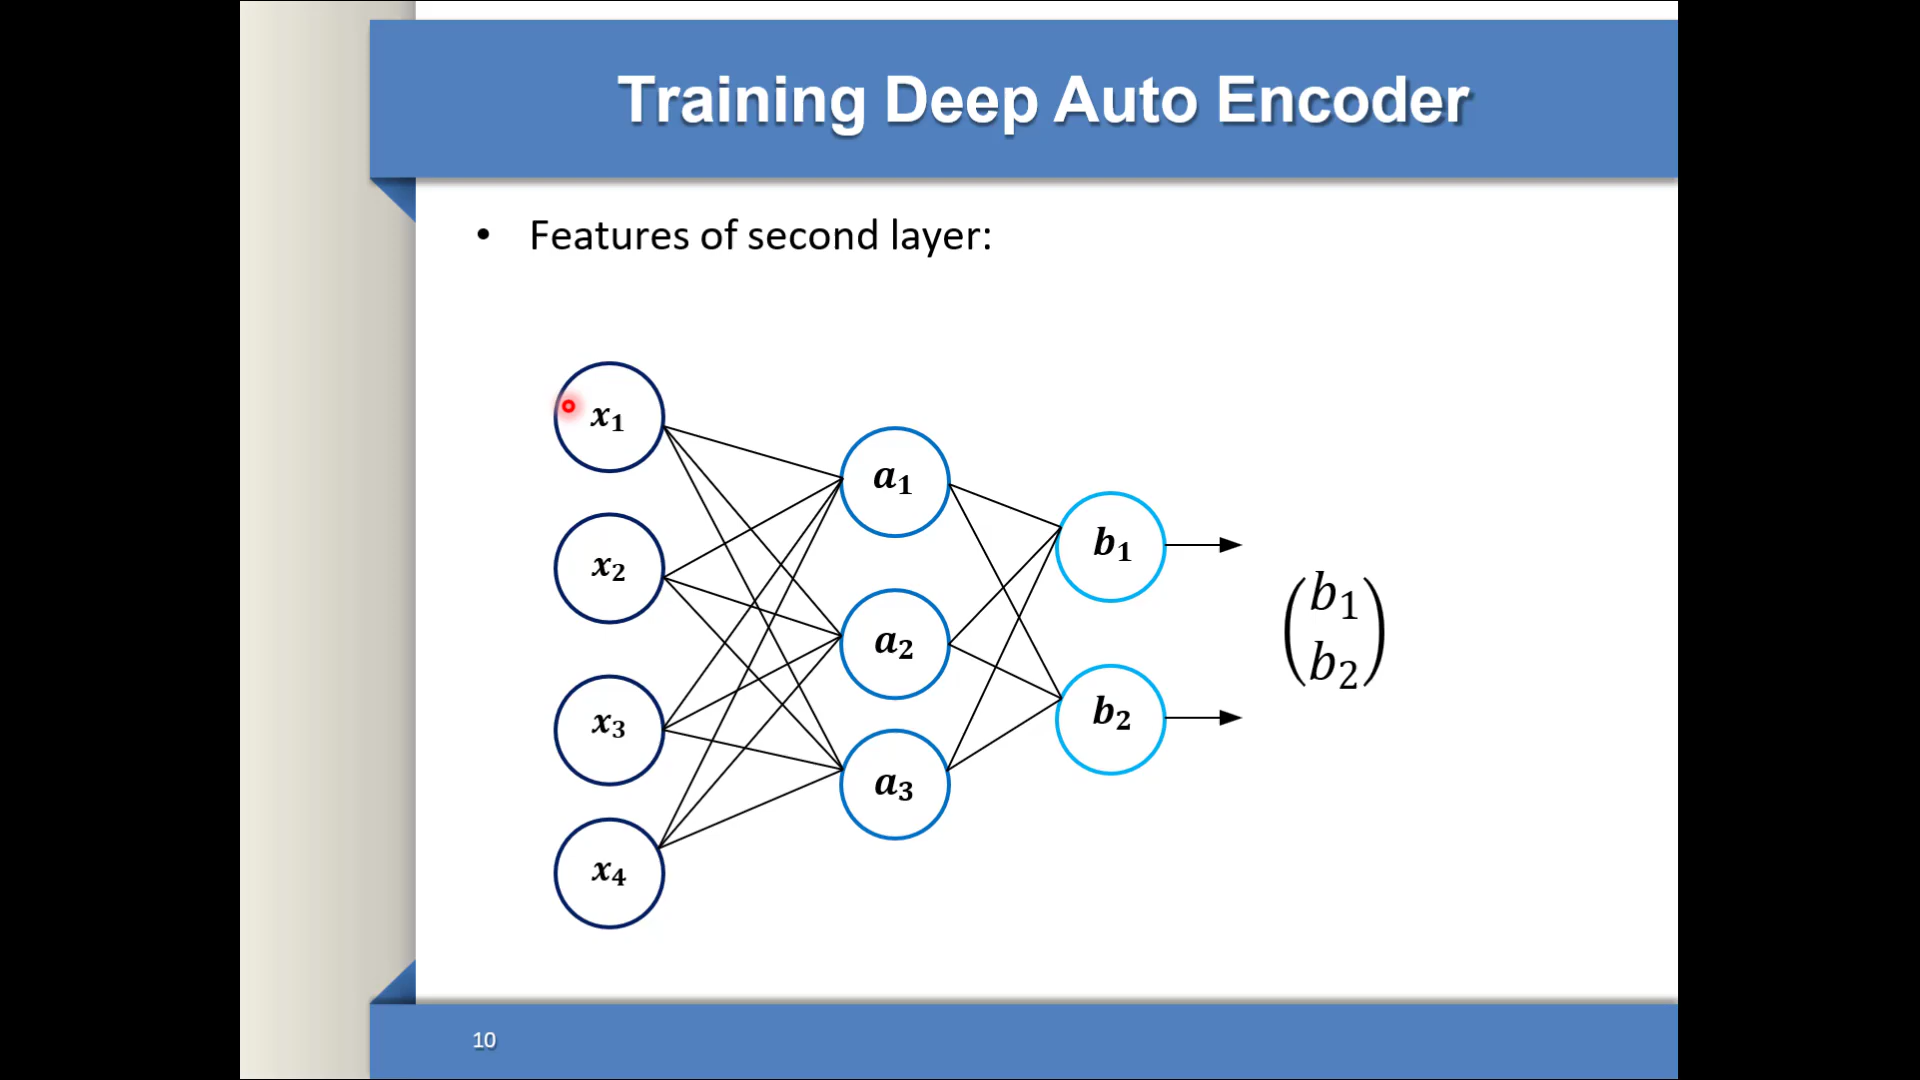 Training Deep Auto Encoder
• Features of second layer:
x₁
x₂
x₃
x₄
a₁
a₂
a₃
b₁
b₂
(b₁
b₂)
10